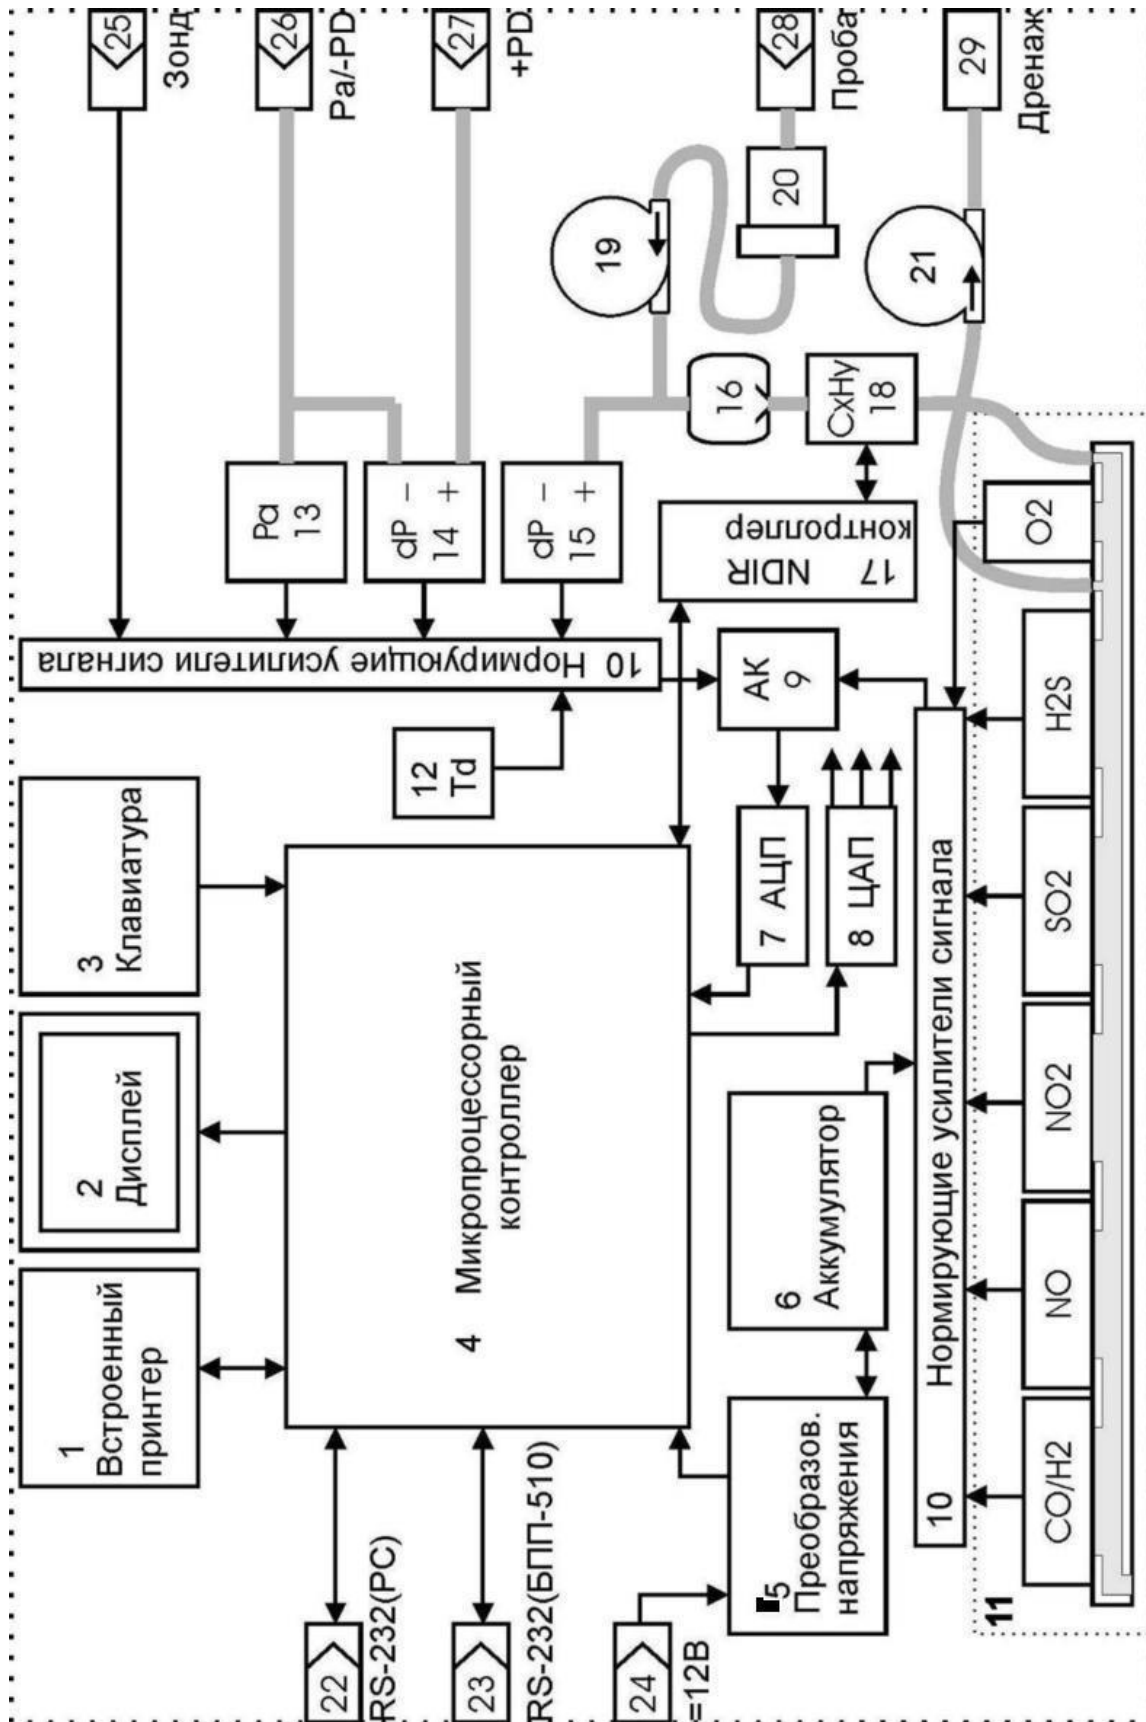 1
Встроенный
принтер
2
Дисплей
3
Клавиатура
25
Зонд
26
Pa/-PD
27
+PD
28
Проба
29
Дренаж
22
RS-232(PC)
23
RS-232(БПП-510)
24
=12В
4 Микропроцессорный
контроллер
12
Td
10 Нормирующие усилители сигнала
Pa
13
dP -
14 +
dP -
15 +
19
20
21
16
CxHy
18
17 NDIR
контроллер
АК
9
7 АЦП
8 ЦАП
5
Преобразов.
напряжения
6
Аккумулятор
10 Нормирующие усилители сигнала
11
CO/H2
NO
NO2
SO2
H2S
O2